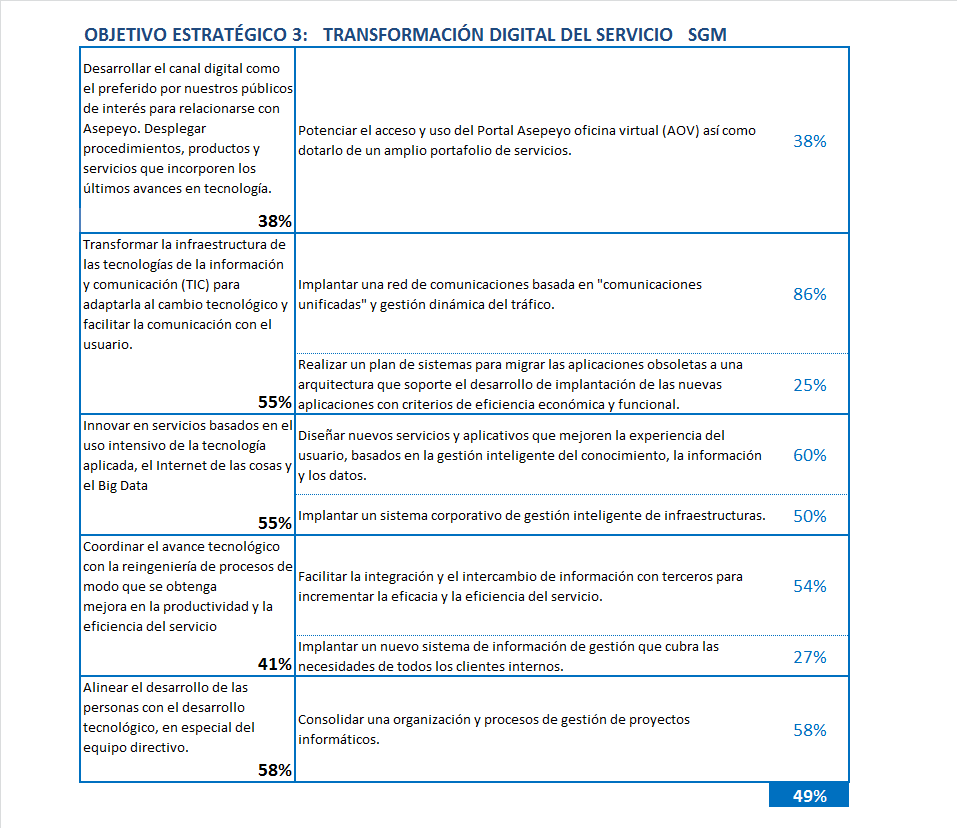 OBJETIVO ESTRATÉGICO 3: TRANSFORMACIÓN DIGITAL DEL SERVICIO SGM
Desarrollar el canal digital como
el preferido por nuestros públicos
de interés para relacionarse con
Asepeyo. Desplegar
procedimientos, productos y
servicios que incorporen los
últimos avances en tecnología.
38%
Potenciar el acceso y uso del Portal Asepeyo oficina virtual (AOV) así como
dotarlo de un amplio portafolio de servicios.
38%
Transformar la infraestructura de
las tecnologías de la información
y comunicación (TIC) para
adaptarla al cambio tecnológico y
facilitar la comunicación con el
usuario.
55%
Implantar una red de comunicaciones basada en "comunicaciones
unificadas" y gestión dinámica del tráfico.
86%
Realizar un plan de sistemas para migrar las aplicaciones obsoletas a una
arquitectura que soporte el desarrollo de implantación de las nuevas
aplicaciones con criterios de eficiencia económica y funcional.
25%
Innovar en servicios basados en el
uso intensivo de la tecnología
aplicada, el Internet de las cosas y
el Big Data
55%
Diseñar nuevos servicios y aplicativos que mejoren la experiencia del
usuario, basados en la gestión inteligente del conocimiento, la información
y los datos.
60%
Implantar un sistema corporativo de gestión inteligente de infraestructuras.
50%
Coordinar el avance tecnológico
con la reingeniería de procesos de
modo que se obtenga
mejora en la productividad y la
eficiencia del servicio
41%
Facilitar la integración y el intercambio de información con terceros para
incrementar la eficacia y la eficiencia del servicio.
54%
Implantar un nuevo sistema de información de gestión que cubra las
necesidades de todos los clientes internos.
27%
Alinear el desarrollo de las
personas con el desarrollo
tecnológico, en especial del
equipo directivo.
58%
Consolidar una organización y procesos de gestión de proyectos
informáticos.
58%
49%